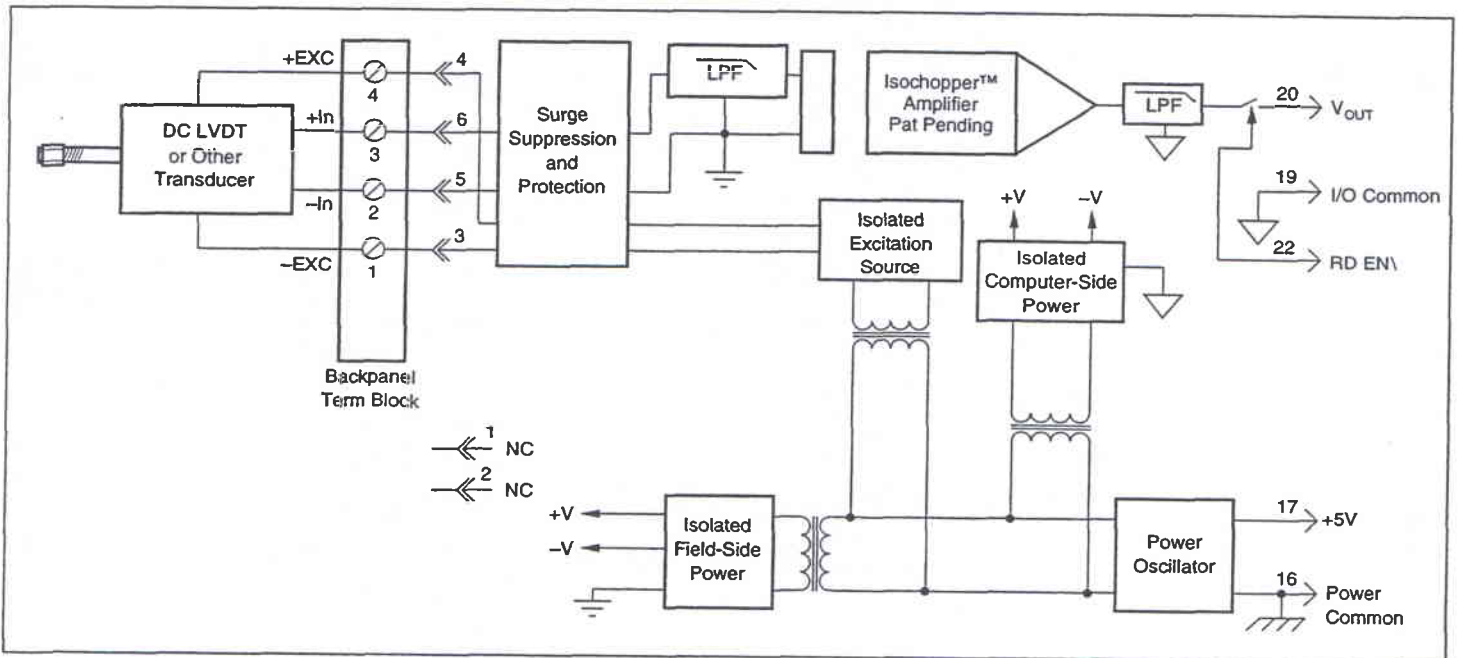 +EXC
4
4
DC LVDT
or Other
Transducer
+In
3
6
–In
2
5
–EXC
1
3
Backpanel
Term Block
Surge
Suppression
and
Protection
LPF
Isochopper™
Amplifier
Pat Pending
LPF
20
VOUT
19
I/O Common
22
RD EN\
Isolated
Excitation
Source
+V
–V
Isolated
Computer-Side
Power
1
NC
2
NC
+V
–V
Isolated
Field-Side
Power
Power
Oscillator
17
+5V
16
Power
Common